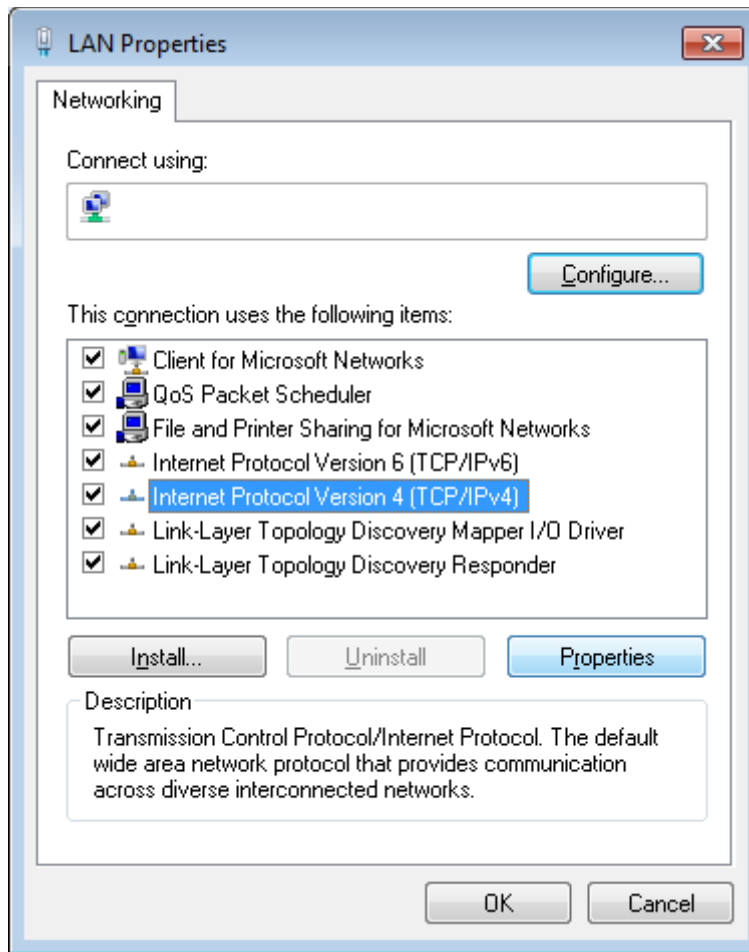 LAN Properties
Networking
Connect using:
Configure...
This connection uses the following items:
Client for Microsoft Networks
QoS Packet Scheduler
File and Printer Sharing for Microsoft Networks
Internet Protocol Version 6 (TCP/IPv6)
Internet Protocol Version 4 (TCP/IPv4)
Link-Layer Topology Discovery Mapper I/O Driver
Link-Layer Topology Discovery Responder
Install...
Uninstall
Properties
Description
Transmission Control Protocol/Internet Protocol. The default
wide area network protocol that provides communication
across diverse interconnected networks.
OK
Cancel